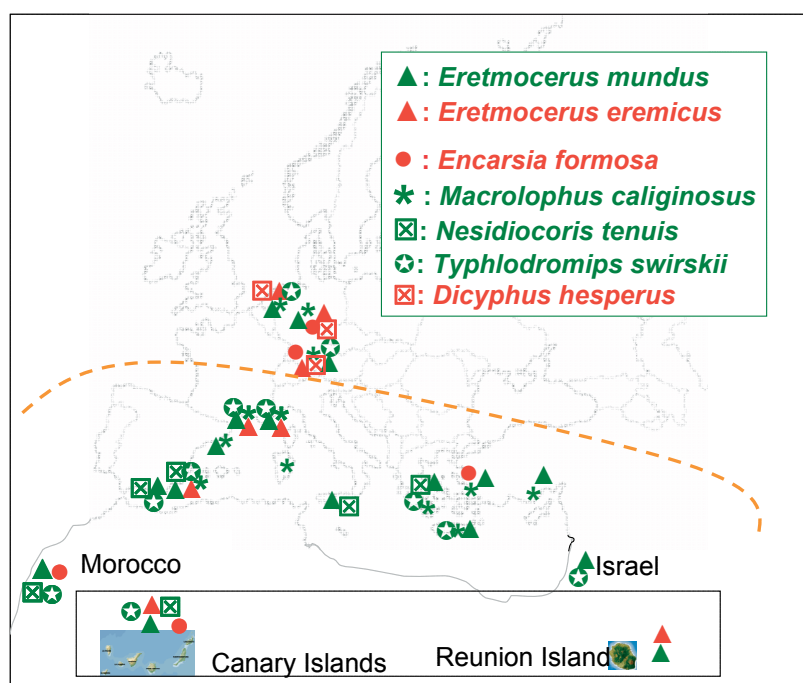 : Eretmocerus mundus
: Eretmocerus eremicus
: Encarsia formosa
: Macrolophus caliginosus
: Nesidiocoris tenuis
: Typhlodromips swirskii
: Dicyphus hesperus
Morocco
Israel
Canary Islands
Reunion Island